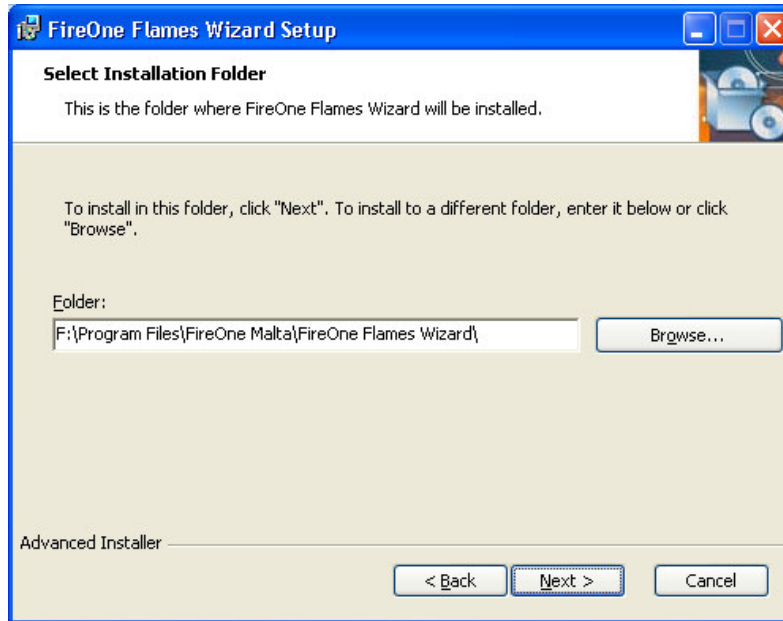 FireOne Flames Wizard Setup
Select Installation Folder
This is the folder where FireOne Flames Wizard will be installed.
To install in this folder, click "Next". To install to a different folder, enter it below or click
"Browse".
Folder:
F:\Program Files\FireOne Malta\FireOne Flames Wizard\
Browse...
Advanced Installer
< Back
Next >
Cancel